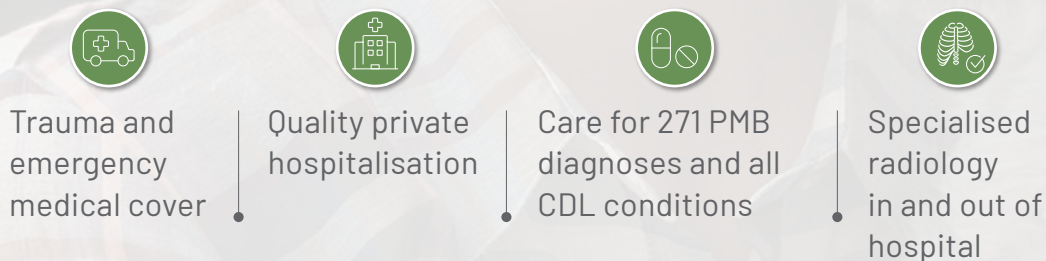 Trauma and
emergency
medical cover
Quality private
hospitalisation
Care for 271 PMB
diagnoses and all
CDL conditions
Specialised
radiology
in and out of
hospital